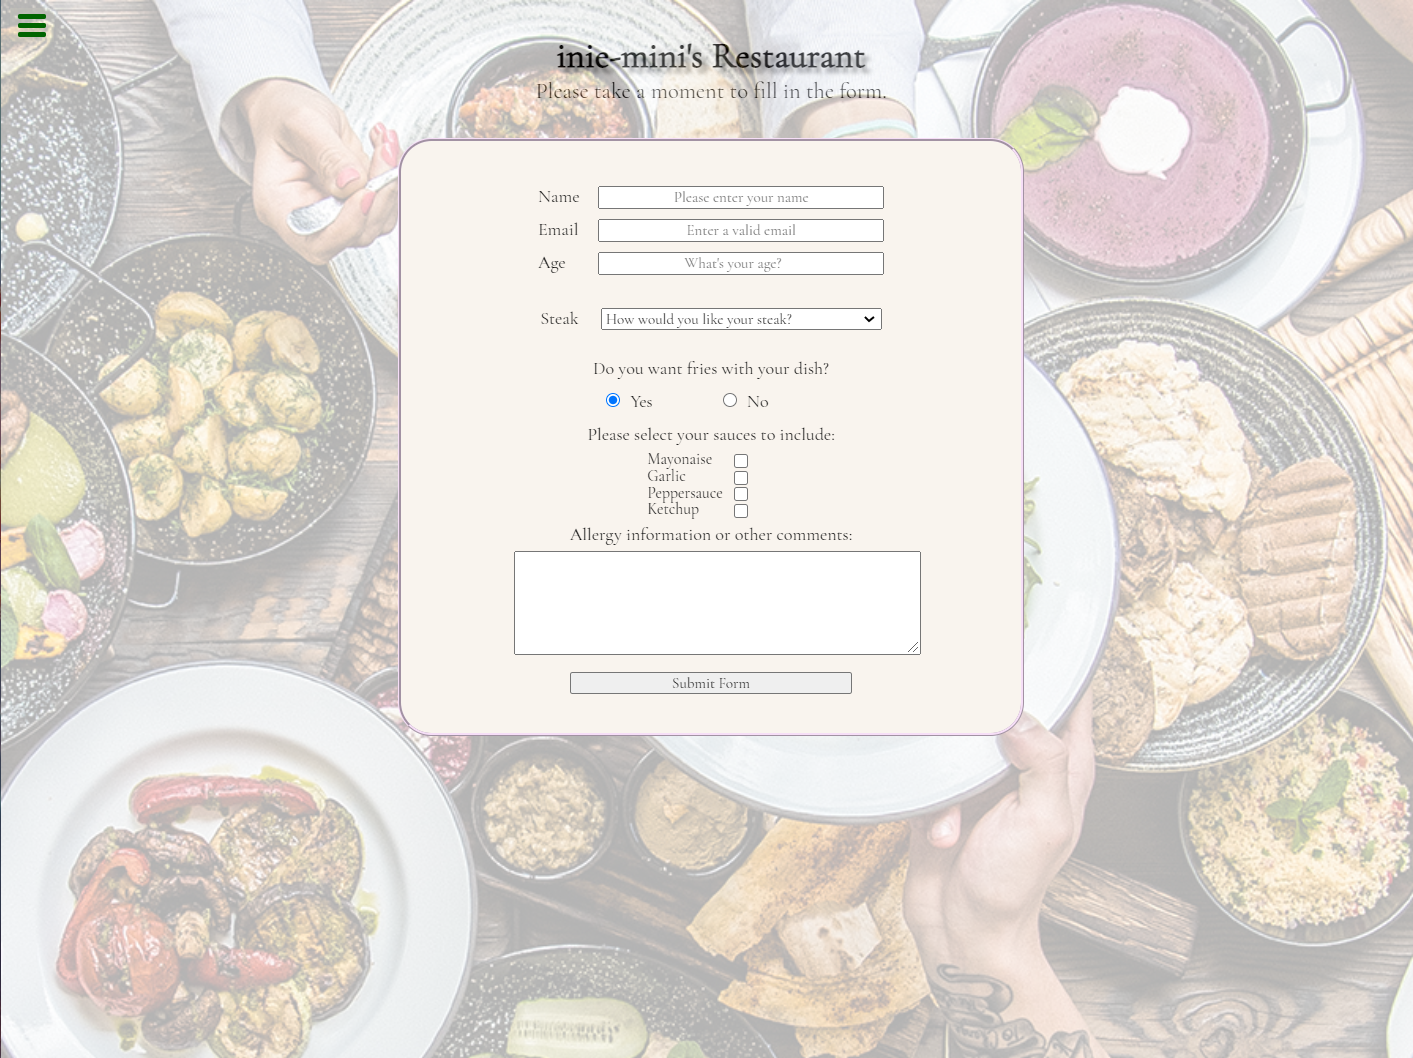 inie-mini's Restaurant
Please take a moment to fill in the form.
Name Please enter your name
Email Enter a valid email
Age What's your age?
Steak How would you like your steak?
Do you want fries with your dish?
Yes No
Please select your sauces to include:
Mayonaise
Garlic
Peppersauce
Ketchup
Allergy information or other comments:
Submit Form